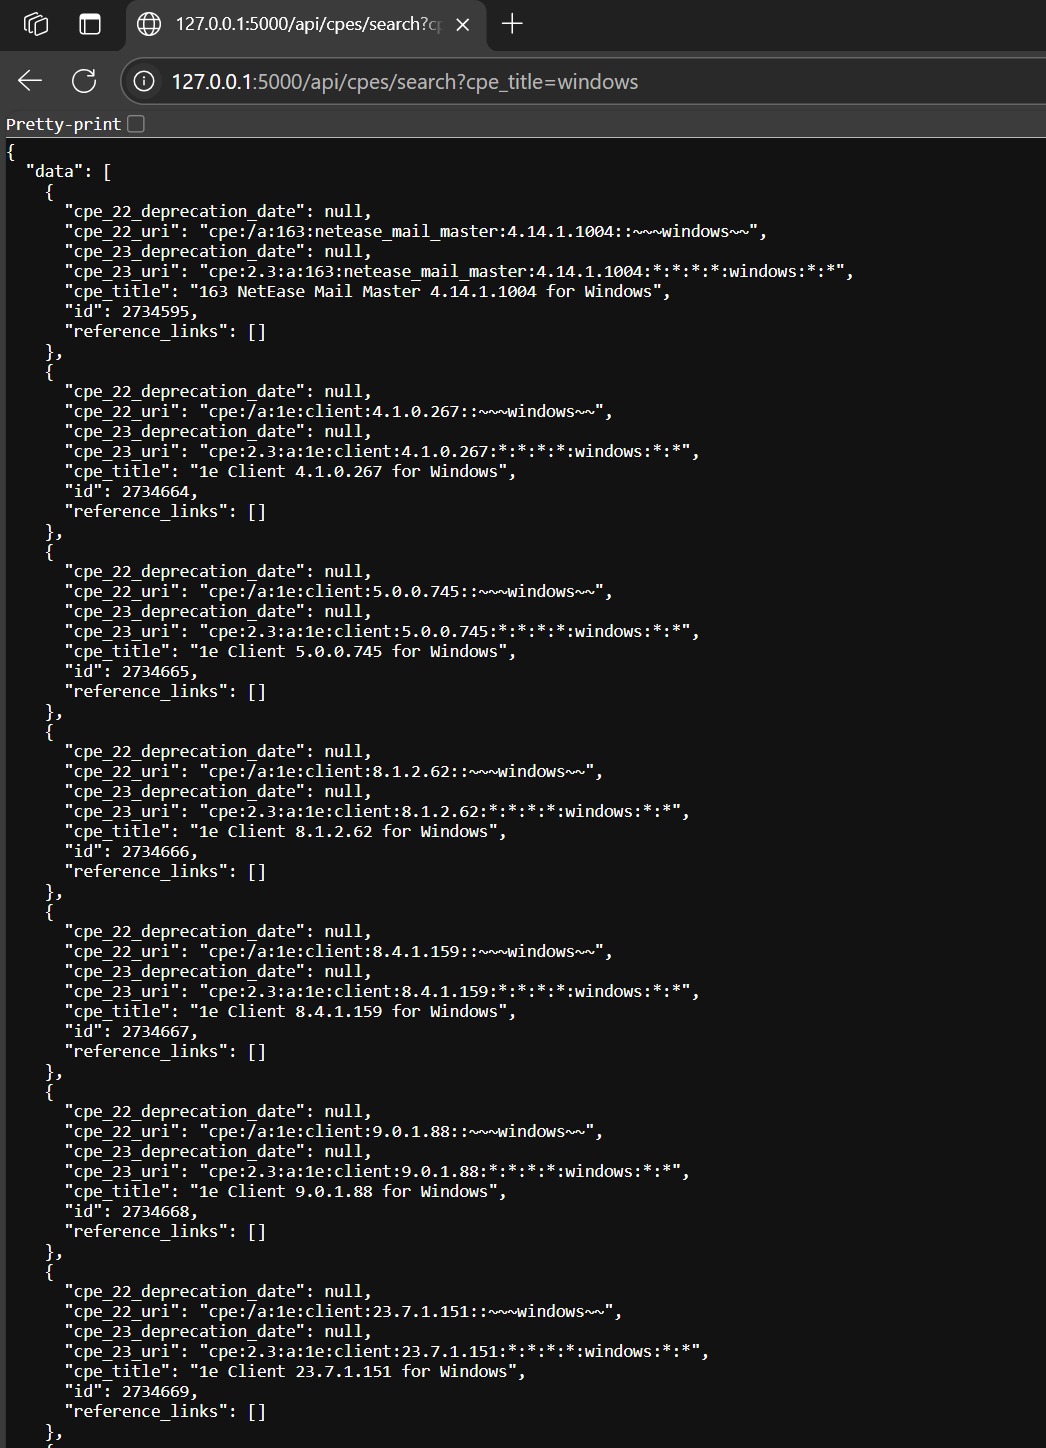 127.0.0.1:5000/api/cpes/search?cp
127.0.0.1:5000/api/cpes/search?cpe_title=windows
Pretty-print
{
  "data": [
    {
      "cpe_22_deprecation_date": null,
      "cpe_22_uri": "cpe:/a:163:netease_mail_master:4.14.1.1004::~~~windows~~",
      "cpe_23_deprecation_date": null,
      "cpe_23_uri": "cpe:2.3:a:163:netease_mail_master:4.14.1.1004:*:*:*:*:windows:*:*",
      "cpe_title": "163 NetEase Mail Master 4.14.1.1004 for Windows",
      "id": 2734595,
      "reference_links": []
    },
    {
      "cpe_22_deprecation_date": null,
      "cpe_22_uri": "cpe:/a:1e:client:4.1.0.267::~~~windows~~",
      "cpe_23_deprecation_date": null,
      "cpe_23_uri": "cpe:2.3:a:1e:client:4.1.0.267:*:*:*:*:windows:*:*",
      "cpe_title": "1e Client 4.1.0.267 for Windows",
      "id": 2734664,
      "reference_links": []
    },
    {
      "cpe_22_deprecation_date": null,
      "cpe_22_uri": "cpe:/a:1e:client:5.0.0.745::~~~windows~~",
      "cpe_23_deprecation_date": null,
      "cpe_23_uri": "cpe:2.3:a:1e:client:5.0.0.745:*:*:*:*:windows:*:*",
      "cpe_title": "1e Client 5.0.0.745 for Windows",
      "id": 2734665,
      "reference_links": []
    },
    {
      "cpe_22_deprecation_date": null,
      "cpe_22_uri": "cpe:/a:1e:client:8.1.2.62::~~~windows~~",
      "cpe_23_deprecation_date": null,
      "cpe_23_uri": "cpe:2.3:a:1e:client:8.1.2.62:*:*:*:*:windows:*:*",
      "cpe_title": "1e Client 8.1.2.62 for Windows",
      "id": 2734666,
      "reference_links": []
    },
    {
      "cpe_22_deprecation_date": null,
      "cpe_22_uri": "cpe:/a:1e:client:8.4.1.159::~~~windows~~",
      "cpe_23_deprecation_date": null,
      "cpe_23_uri": "cpe:2.3:a:1e:client:8.4.1.159:*:*:*:*:windows:*:*",
      "cpe_title": "1e Client 8.4.1.159 for Windows",
      "id": 2734667,
      "reference_links": []
    },
    {
      "cpe_22_deprecation_date": null,
      "cpe_22_uri": "cpe:/a:1e:client:9.0.1.88::~~~windows~~",
      "cpe_23_deprecation_date": null,
      "cpe_23_uri": "cpe:2.3:a:1e:client:9.0.1.88:*:*:*:*:windows:*:*",
      "cpe_title": "1e Client 9.0.1.88 for Windows",
      "id": 2734668,
      "reference_links": []
    },
    {
      "cpe_22_deprecation_date": null,
      "cpe_22_uri": "cpe:/a:1e:client:23.7.1.151::~~~windows~~",
      "cpe_23_deprecation_date": null,
      "cpe_23_uri": "cpe:2.3:a:1e:client:23.7.1.151:*:*:*:*:windows:*:*",
      "cpe_title": "1e Client 23.7.1.151 for Windows",
      "id": 2734669,
      "reference_links": []
    },